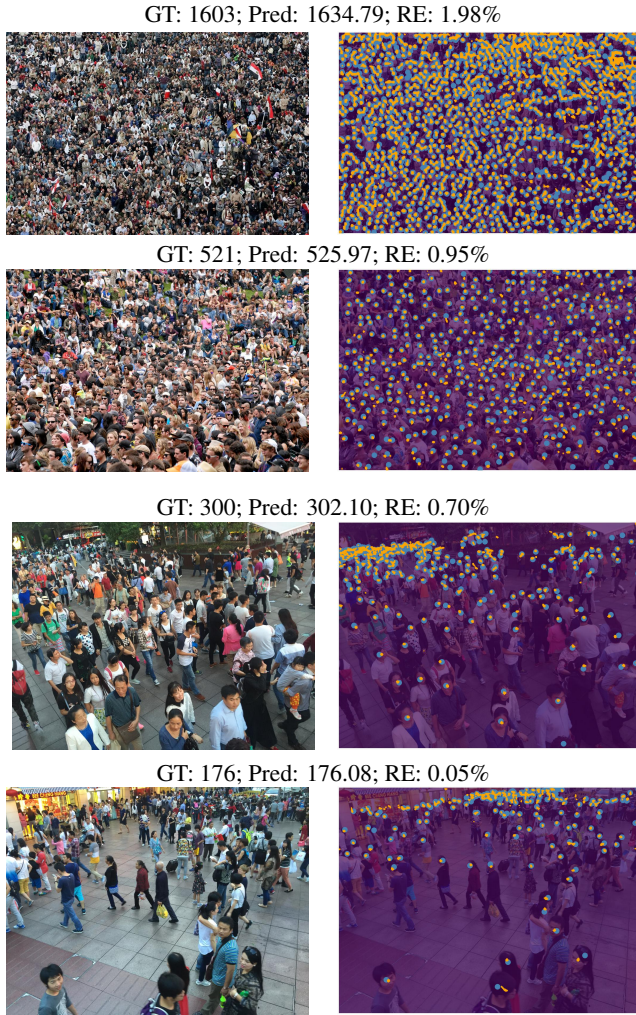 GT: 1603; Pred: 1634.79; RE: 1.98%
GT: 521; Pred: 525.97; RE: 0.95%
GT: 300; Pred: 302.10; RE: 0.70%
GT: 176; Pred: 176.08; RE: 0.05%